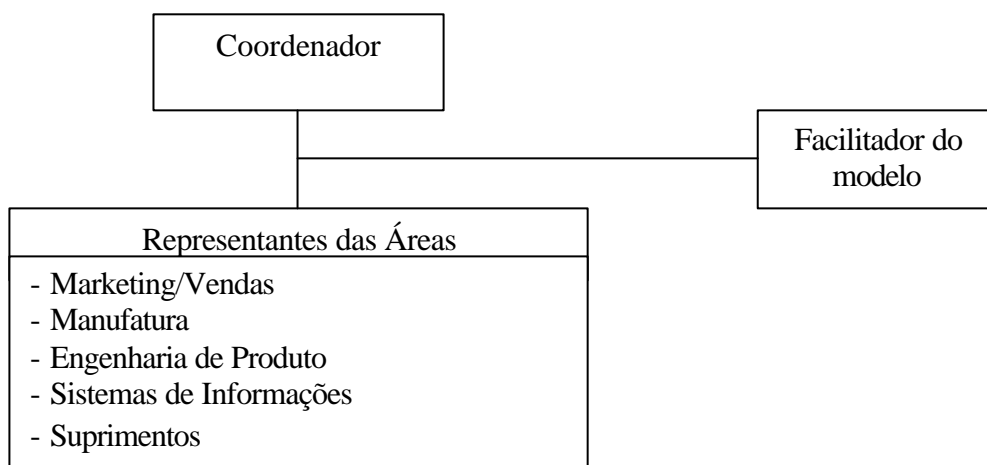 Coordenador
Facilitador do
modelo
Representantes das Áreas
- Marketing/Vendas
- Manufatura
- Engenharia de Produto
- Sistemas de Informações
- Suprimentos